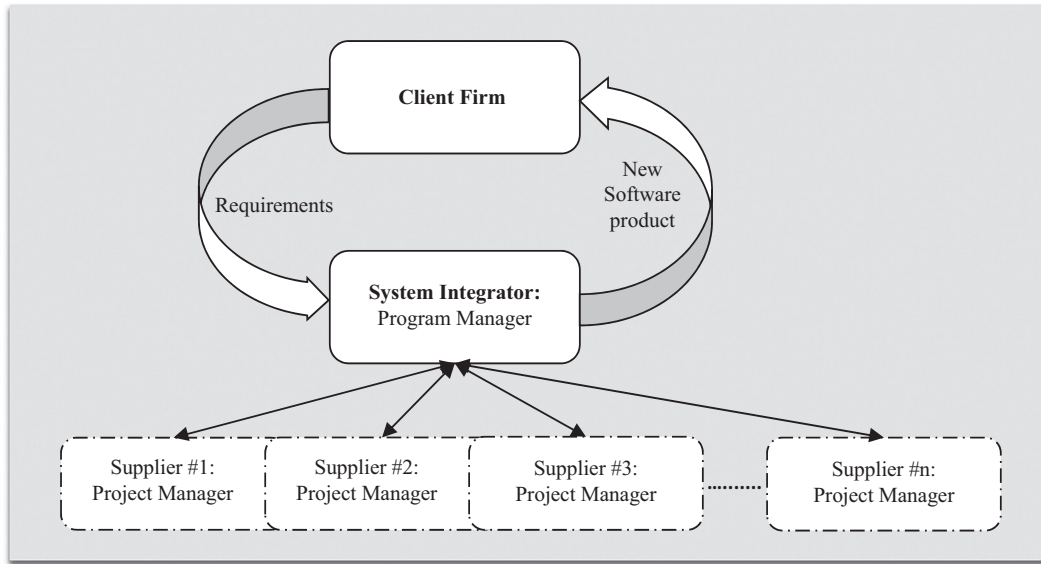 Client Firm
Requirements
New
Software
product
System Integrator:
Program Manager
Supplier #1:
Project Manager
Supplier #2:
Project Manager
Supplier #3:
Project Manager
Supplier #n:
Project Manager